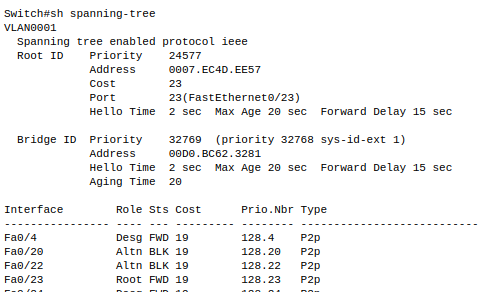 Switch#sh spanning-tree
VLAN0001
  Spanning tree enabled protocol ieee
  Root ID    Priority    24577
             Address     0007.EC4D.EE57
             Cost        23
             Port        23(FastEthernet0/23)
             Hello Time  2 sec  Max Age 20 sec  Forward Delay 15 sec

  Bridge ID  Priority    32769  (priority 32768 sys-id-ext 1)
             Address     00D0.BC62.3281
             Hello Time  2 sec  Max Age 20 sec  Forward Delay 15 sec
             Aging Time  20

Interface        Role Sts Cost      Prio.Nbr Type
---------------- ---- --- --------- -------- ---------------------------
Fa0/4            Desg FWD 19        128.4    P2p
Fa0/20           Altn BLK 19        128.20   P2p
Fa0/22           Altn BLK 19        128.22   P2p
Fa0/23           Root FWD 19        128.23   P2p